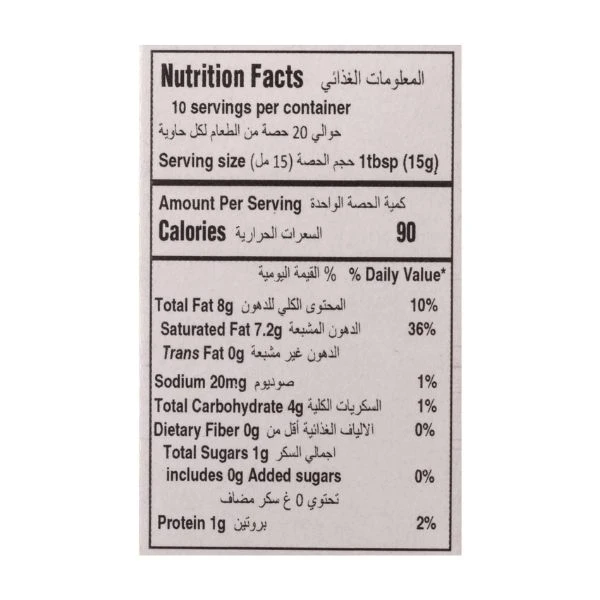 Nutrition Facts المعلومات الغذائي
10 servings per container
حوالي 20 حصة من الطعام لكل حاوية
Serving size حجم الحصة (15 مل) 1tbsp (15g)
Amount Per Serving كمية الحصة الواحدة
Calories السعرات الحرارية 90
% القيمة اليومية % Daily Value*
Total Fat 8g المحتوى الكلي للدهون 10%
Saturated Fat 7.2g الدهون المشبعة 36%
Trans Fat 0g الدهون غير مشبعة
Sodium 20mg صوديوم 1%
Total Carbohydrate 4g السكريات الكلية 1%
Dietary Fiber 0g الالياف الغذائية أقل من 0%
Total Sugars 1g اجمالي السكر
includes 0g Added sugars 0%
تحتوي 0 غ سكر مضاف
Protein 1g بروتين 2%